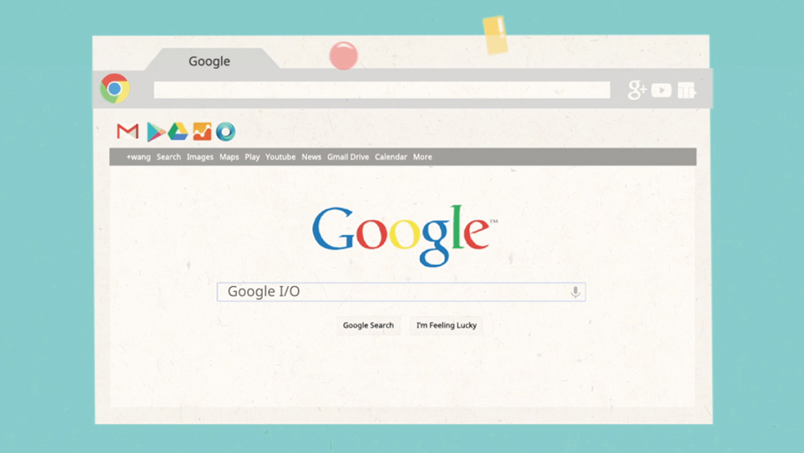 Google
g+
+wang Search Images Maps Play Youtube News Gmail Drive Calendar More
Google™
Google I/O
Google Search I'm Feeling Lucky